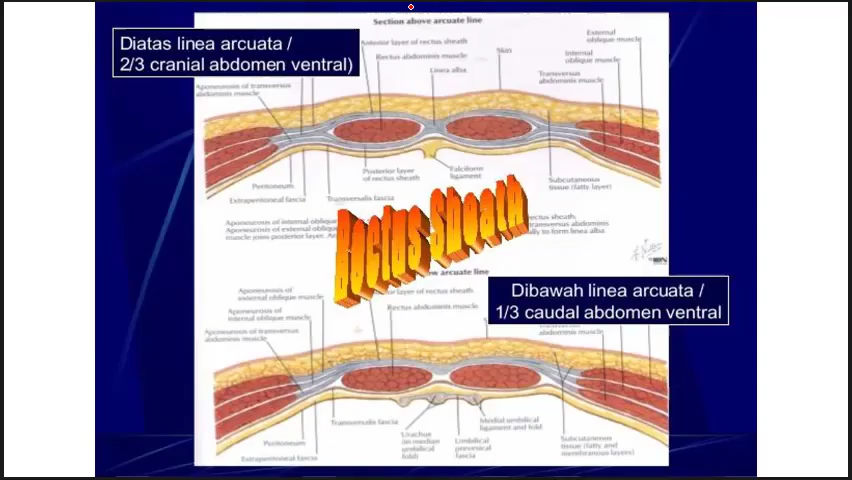 Section above arcuate line
Diatas linea arcuata /
2/3 cranial abdomen ventral)
Anterior layer of rectus sheath
Rectus abdominis muscle
Linea alba
Skin
External
oblique muscle
Internal
oblique muscle
Transversus
abdominis muscle
Aponeurosis of transversus
abdominis muscle
Peritoneum
Extraperitoneal fascia
Transversalis fascia
Posterior layer
of rectus sheath
Falciform
ligament
Subcutaneous
tissue (fatty layer)
Aponeurosis of internal oblique
Aponeurosis of external oblique
muscle joins posterior layer.
rectus sheath,
transversus abdominis
to form linea alba
Rectus Sheath
arcuate line
Dibawah linea arcuata /
1/3 caudal abdomen ventral
Aponeurosis of
external oblique muscle
Aponeurosis of
internal oblique muscle
Aponeurosis of transversus
abdominis muscle
layer of rectus sheath
Rectus abdominis muscle
abdominis muscle
Transversalis fascia
Peritoneum
Extraperitoneal fascia
Urachus
(in median
umbilical
fold)
Umbilical
prevesical
fascia
Medial umbilical
ligament and fold
Subcutaneous
tissue (fatty and
membranous layers)